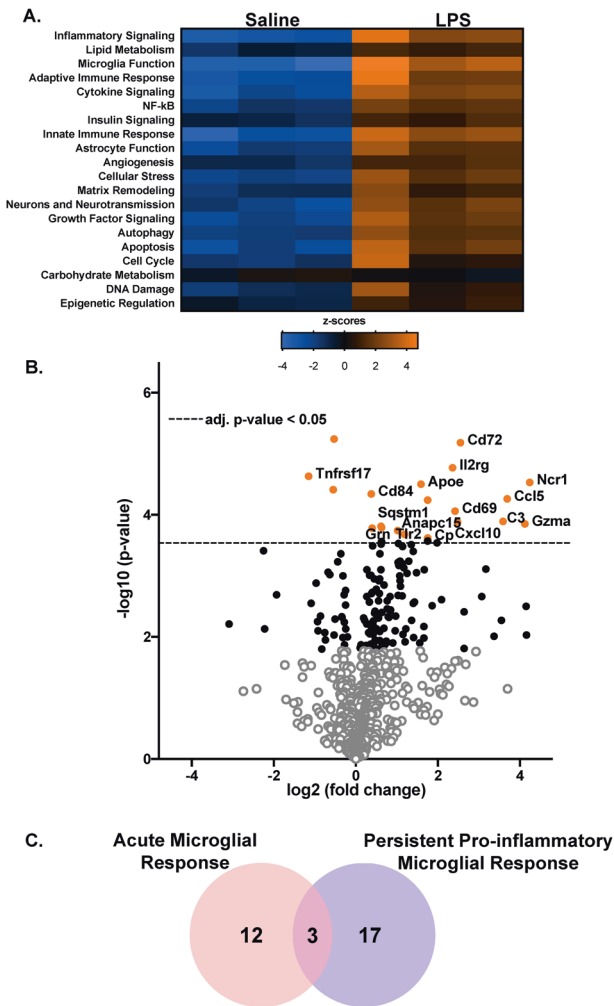 A.
Saline LPS
Inflammatory Signaling
Lipid Metabolism
Microglia Function
Adaptive Immune Response
Cytokine Signaling
NF-kB
Insulin Signaling
Innate Immune Response
Astrocyte Function
Angiogenesis
Cellular Stress
Matrix Remodeling
Neurons and Neurotransmission
Growth Factor Signaling
Autophagy
Apoptosis
Cell Cycle
Carbohydrate Metabolism
DNA Damage
Epigenetic Regulation
z-scores
-4 -2 0 2 4
B.
6
adj. p-value < 0.05
Cd72
Il2rg
Tnfrsf17
Apoe
Ncr1
Cd84
Ccl5
Cd69
Sqstm1
C3
Anapc15
Gzma
Grn Tlr2 Cp Cxcl10
4
-log10 (p-value)
2
0
-4 -2 0 2 4
log2 (fold change)
C.
Acute Microglial
Response
Persistent Pro-inflammatory
Microglial Response
12 3 17